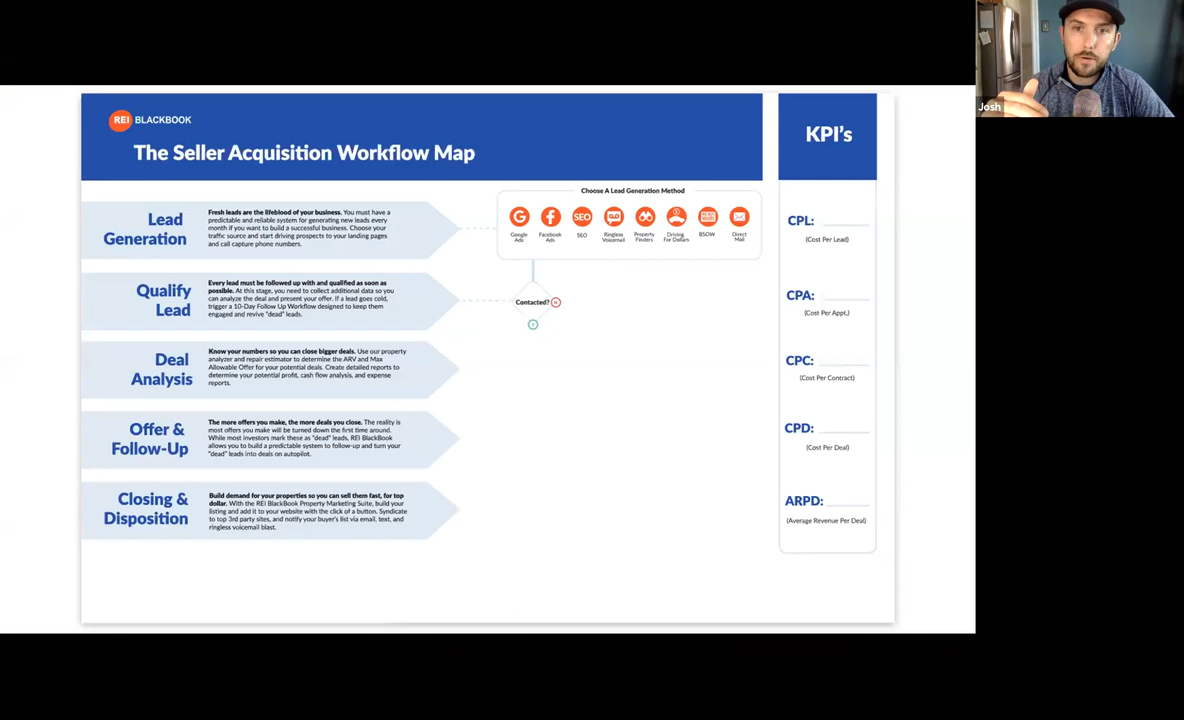 REI BLACKBOOK
The Seller Acquisition Workflow Map
KPI's
Josh
Choose A Lead Generation Method
Google Ads
Facebook Ads
SEO
SEO
Ringless Voicemail
Property Finders
Driving For Dollars
BSOW
Direct Mail
Lead
Generation
Fresh leads are the lifeblood of your business. You must have a
predictable and reliable system for generating new leads every
month if you want to build a successful business. Choose your
traffic source and start driving prospects to your landing pages
and call capture phone numbers.
CPL:
(Cost Per Lead)
Qualify
Lead
Every lead must be followed up with and qualified as soon as
possible. At this stage, you need to collect additional data so you
can analyze the deal and present your offer. If a lead goes cold,
trigger a 10-Day Follow Up Workflow designed to keep them
engaged and revive "dead" leads.
Contacted?
N
Y
CPA:
(Cost Per Appt.)
Deal
Analysis
Know your numbers so you can close bigger deals. Use our property
analyzer and repair estimator to determine the ARV and Max
Allowable Offer for your potential deals. Create detailed reports to
determine your potential profit, cash flow analysis, and expense
reports.
CPC:
(Cost Per Contract)
Offer &
Follow-Up
The more offers you make, the more deals you close. The reality is
most offers you make will be turned down the first time around.
While most investors mark these as "dead" leads, REI BlackBook
allows you to build a predictable system to follow-up and turn your
"dead" leads into deals on autopilot.
CPD:
(Cost Per Deal)
Closing &
Disposition
Build demand for your properties so you can sell them fast, for top
dollar. With the REI BlackBook Property Marketing Suite, build your
listing and add it to your website with the click of a button. Syndicate
to top 3rd party sites, and notify your buyer's list via email, text, and
ringless voicemail blast.
ARPD:
(Average Revenue Per Deal)